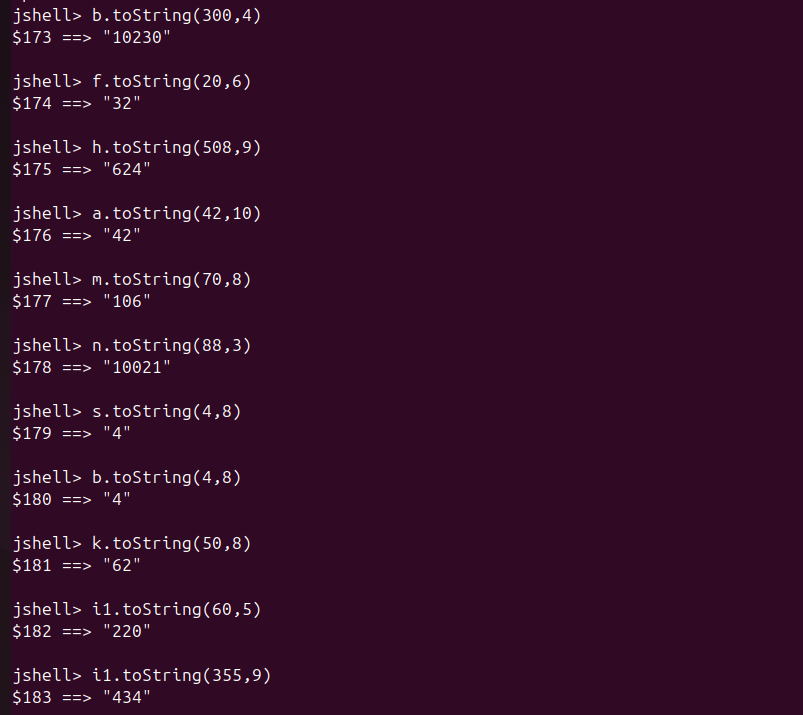 jshell> b.toString(300,4)
$173 ==> "10230"
jshell> f.toString(20,6)
$174 ==> "32"
jshell> h.toString(508,9)
$175 ==> "624"
jshell> a.toString(42,10)
$176 ==> "42"
jshell> m.toString(70,8)
$177 ==> "106"
jshell> n.toString(88,3)
$178 ==> "10021"
jshell> s.toString(4,8)
$179 ==> "4"
jshell> b.toString(4,8)
$180 ==> "4"
jshell> k.toString(50,8)
$181 ==> "62"
jshell> i1.toString(60,5)
$182 ==> "220"
jshell> i1.toString(355,9)
$183 ==> "434"